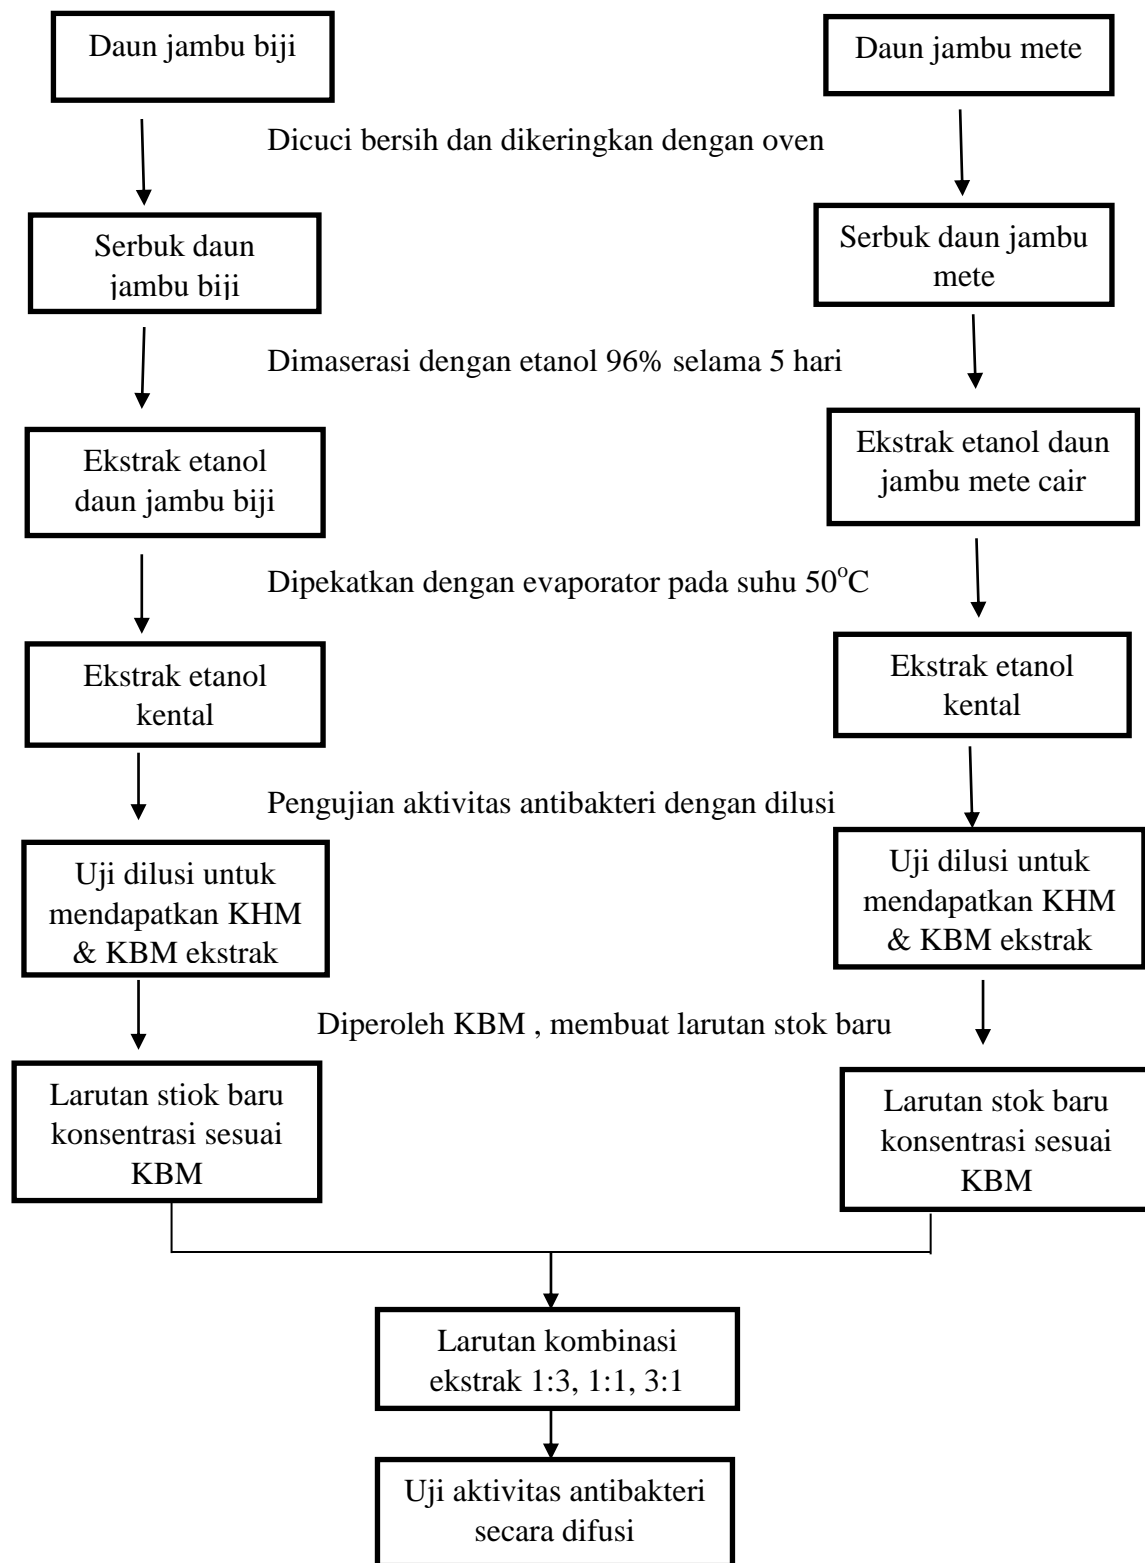 Daun jambu biji
Daun jambu mete
Dicuci bersih dan dikeringkan dengan oven
Serbuk daun
jambu biji
Serbuk daun jambu
mete
Dimaserasi dengan etanol 96% selama 5 hari
Ekstrak etanol
daun jambu biji
Ekstrak etanol daun
jambu mete cair
Dipekatkan dengan evaporator pada suhu 50°C
Ekstrak etanol
kental
Ekstrak etanol
kental
Pengujian aktivitas antibakteri dengan dilusi
Uji dilusi untuk
mendapatkan KHM
& KBM ekstrak
Uji dilusi untuk
mendapatkan KHM
& KBM ekstrak
Diperoleh KBM , membuat larutan stok baru
Larutan stiok baru
konsentrasi sesuai
KBM
Larutan stok baru
konsentrasi sesuai
KBM
Larutan kombinasi
ekstrak 1:3, 1:1, 3:1
Uji aktivitas antibakteri
secara difusi